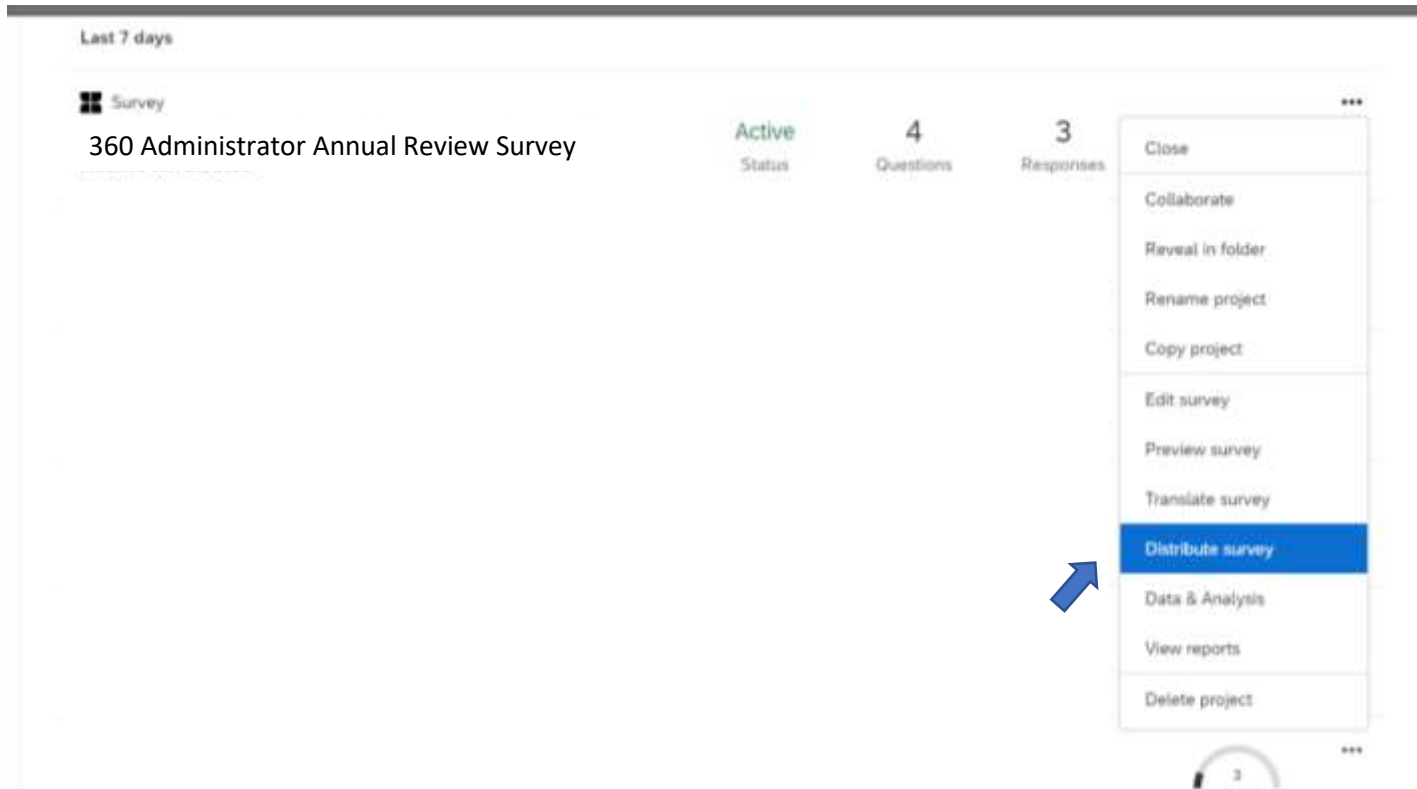 Last 7 days
Survey
360 Administrator Annual Review Survey
Active
Status
4
Questions
3
Responses
Close
Collaborate
Reveal in folder
Rename project
Copy project
Edit survey
Preview survey
Translate survey
Distribute survey
Data & Analysis
View reports
Delete project
3